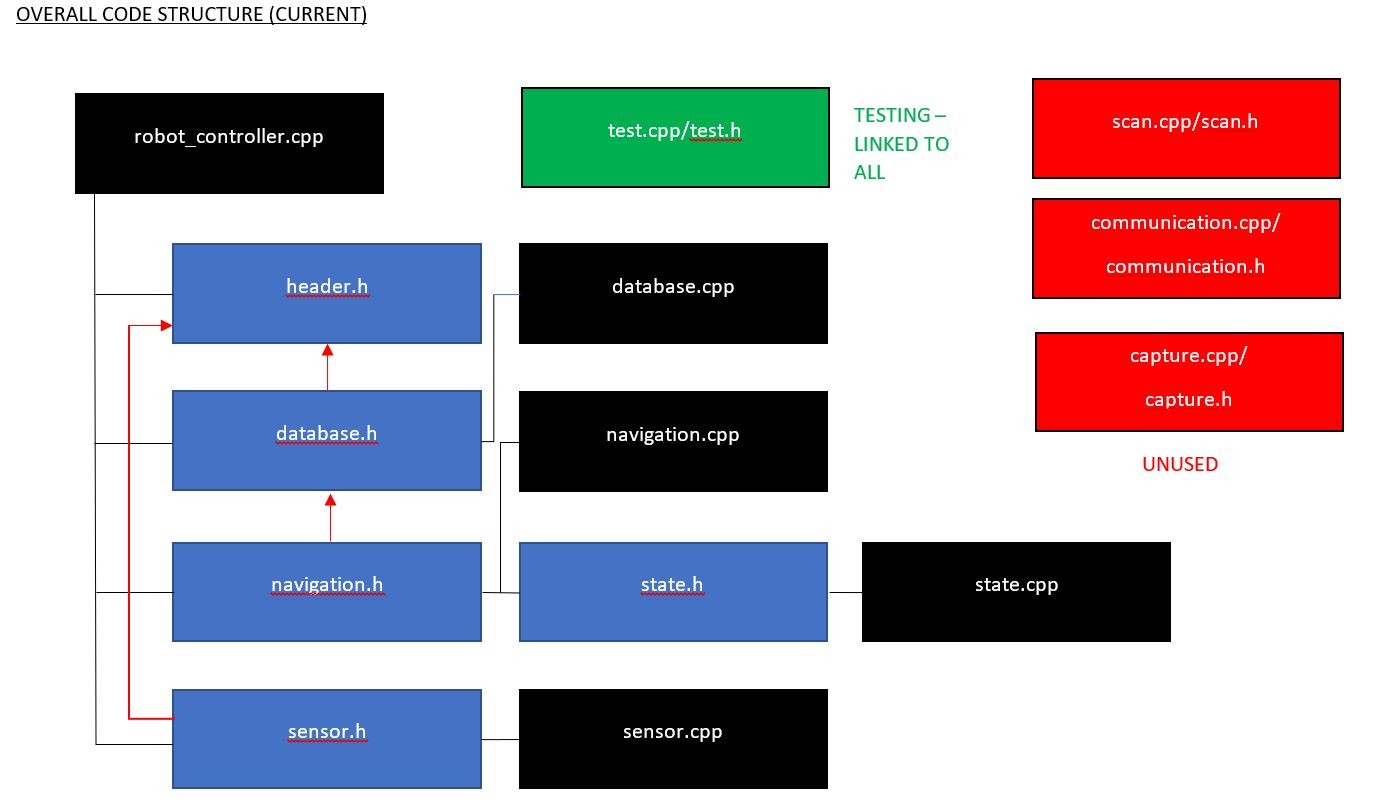 OVERALL CODE STRUCTURE (CURRENT)
robot_controller.cpp
test.cpp/test.h
TESTING –
LINKED TO
ALL
scan.cpp/scan.h
communication.cpp/
communication.h
header.h
database.cpp
capture.cpp/
capture.h
database.h
navigation.cpp
UNUSED
navigation.h
state.h
state.cpp
sensor.h
sensor.cpp